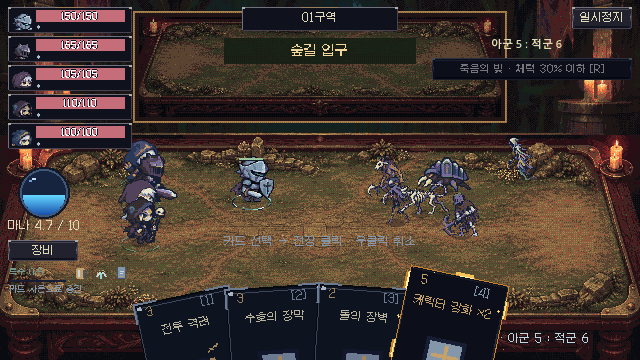 150/150
165/165
105/105
110/110
100/100
01구역
숲길 입구
일시정지
아군 5 : 적군 6
죽음의 빛 · 체력 30% 이하 [R]
마나 4.7 / 10
장비
카드 선택 → 전장 클릭 · 우클릭 취소
3 [1]
전투 격려
3 [2]
수호의 장막
2 [3]
돌의 장벽
5 [4]
캐릭터 강화 ×2
아군 5 : 적군 6